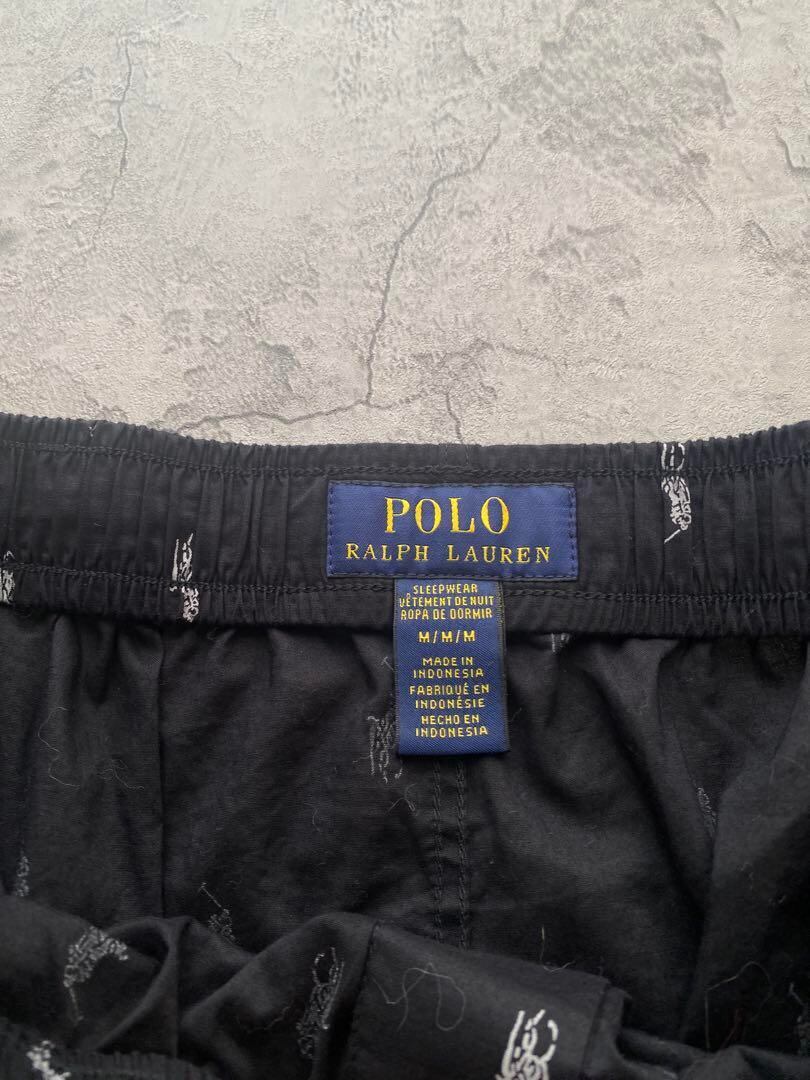 POLO
RALPH LAUREN
SLEEPWEAR
VÊTEMENT DE NUIT
ROPA DE DORMIR
M/M/M
MADE IN
INDONESIA
FABRIQUÉ EN
INDONÉSIE
HECHO EN
INDONESIA